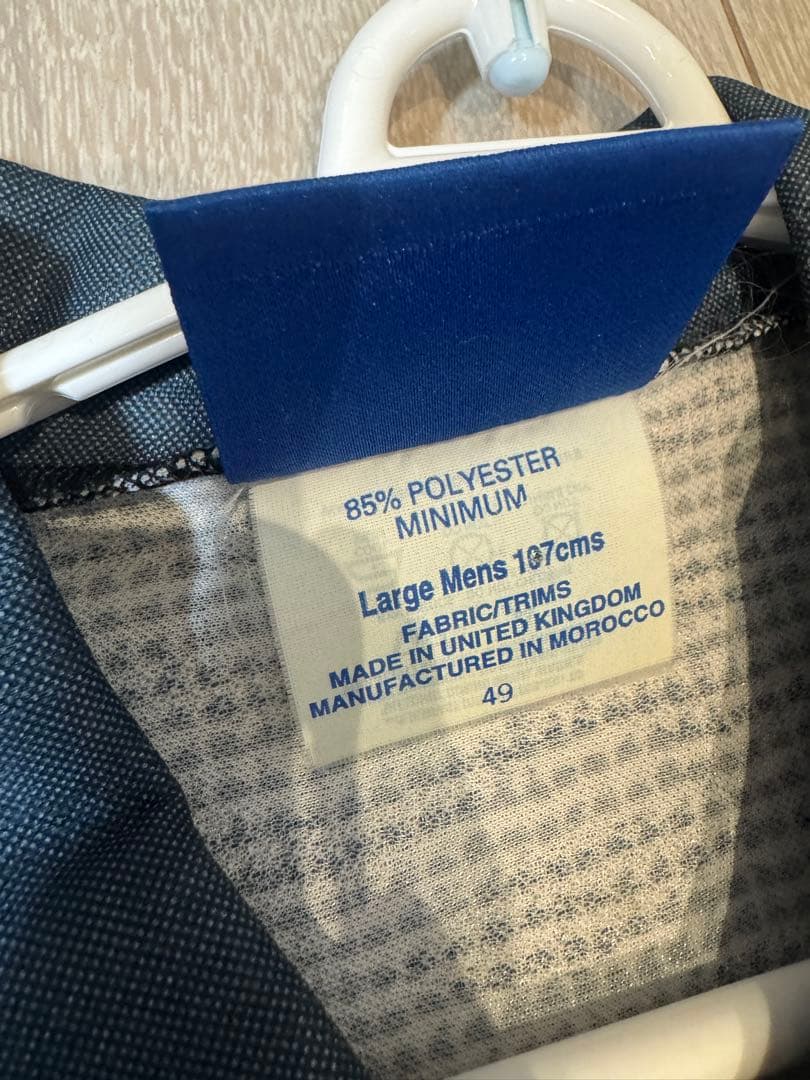 85% POLYESTER
MINIMUM
Large Mens 107cms
FABRIC/TRIMS
MADE IN UNITED KINGDOM
MANUFACTURED IN MOROCCO
49